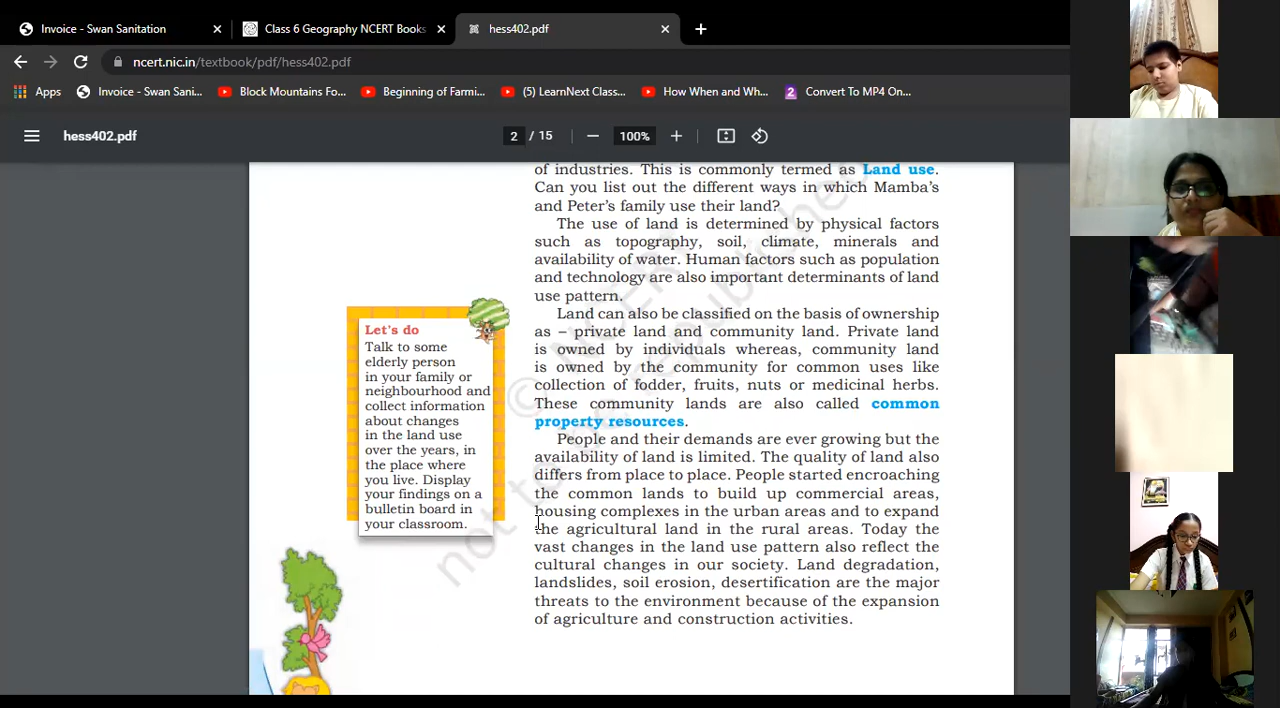 Invoice - Swan Sanitation
Class 6 Geography NCERT Books
hess402.pdf
ncert.nic.in/textbook/pdf/hess402.pdf
Apps
Invoice - Swan Sani...
Block Mountains Fo...
Beginning of Farmi...
(5) LearnNext Class...
How When and Wh...
2 Convert To MP4 On...
hess402.pdf
2 / 15
100%
of industries. This is commonly termed as Land use.
Can you list out the different ways in which Mamba's
and Peter's family use their land?
The use of land is determined by physical factors
such as topography, soil, climate, minerals and
availability of water. Human factors such as population
and technology are also important determinants of land
use pattern.
Land can also be classified on the basis of ownership
as – private land and community land. Private land
is owned by individuals whereas, community land
is owned by the community for common uses like
collection of fodder, fruits, nuts or medicinal herbs.
These community lands are also called common
property resources.
People and their demands are ever growing but the
availability of land is limited. The quality of land also
differs from place to place. People started encroaching
the common lands to build up commercial areas,
housing complexes in the urban areas and to expand
the agricultural land in the rural areas. Today the
vast changes in the land use pattern also reflect the
cultural changes in our society. Land degradation,
landslides, soil erosion, desertification are the major
threats to the environment because of the expansion
of agriculture and construction activities.
Let's do
Talk to some
elderly person
in your family or
neighbourhood and
collect information
about changes
in the land use
over the years, in
the place where
you live. Display
your findings on a
bulletin board in
your classroom.
© NCERT
not to be republished